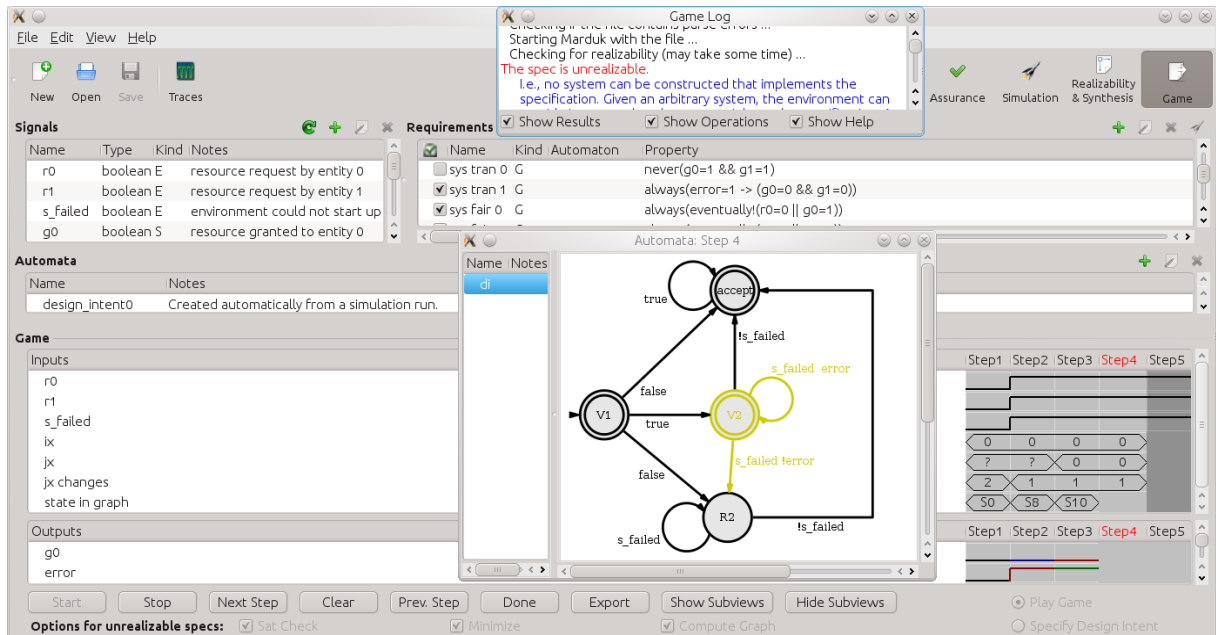 Game Log
File Edit View Help
Checking if the file contains parse errors ...
Starting Marduk with the file ...
Checking for realizability (may take some time) ...
The spec is unrealizable.
I.e., no system can be constructed that implements the
specification. Given an arbitrary system, the environment can
Show Results Show Operations Show Help
New Open Save Traces
Assurance Simulation Realizability & Synthesis Game
Signals
Name Type Kind Notes
r0 boolean E resource request by entity 0
r1 boolean E resource request by entity 1
s_failed boolean E environment could not start up
g0 boolean S resource granted to entity 0
Requirements
Name Kind Automaton Property
sys tran 0 G never(g0=1 && g1=1)
sys tran 1 G always(error=1 -> (g0=0 && g1=0))
sys fair 0 G always(eventually!(r0=0 || g0=1))
Automata
Name Notes
design_intent0 Created automatically from a simulation run.
Automata: Step 4
Name Notes
di
accept
true
!s_failed
s_failed error
false
V1
true
V2
s_failed !error
false
R2
s_failed
!s_failed
Game
Inputs Step1 Step2 Step3 Step4 Step5
r0
r1
s_failed
ix 0 0 0 0
jx ? ? 0 0
jx changes 2 1 1 1
state in graph S0 S8 S10
Outputs Step1 Step2 Step3 Step4 Step5
g0
error
Start Stop Next Step Clear Prev. Step Done Export Show Subviews Hide Subviews Play Game
Options for unrealizable specs: Sat Check Minimize Compute Graph Specify Design Intent